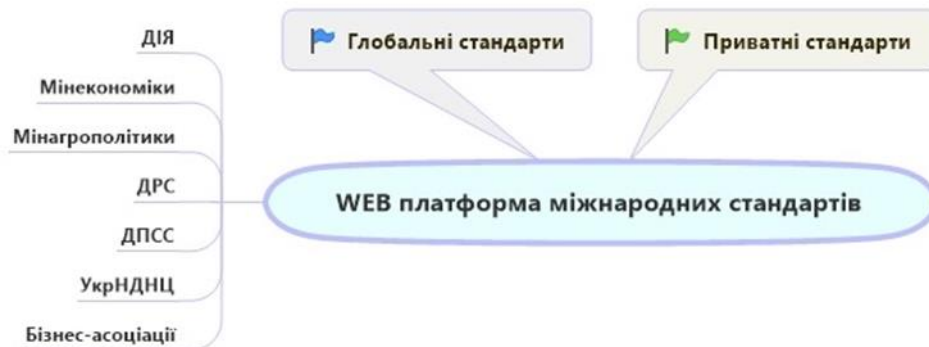 ДІЯ
Мінекономіки
Мінагрополітики
ДРС
ДПСС
УкрНДНЦ
Бізнес-асоціації
Глобальні стандарти
Приватні стандарти
WEB платформа міжнародних стандартів